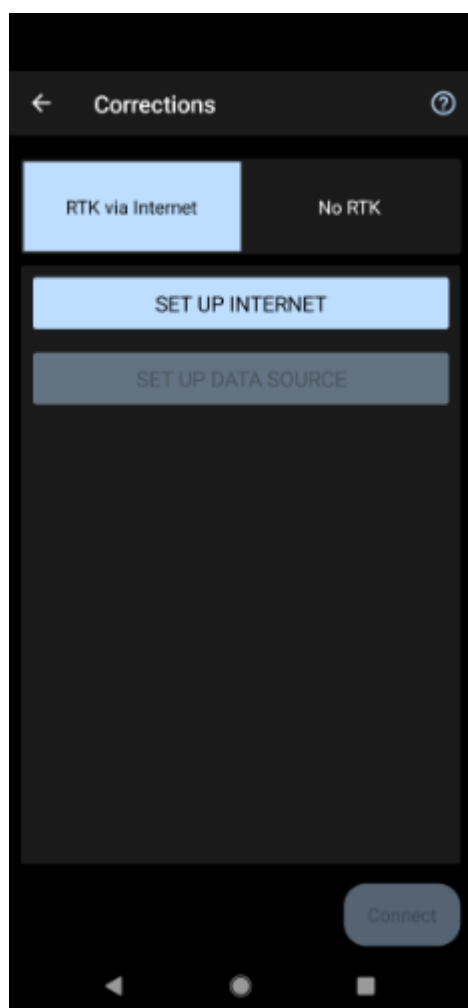 Corrections
RTK via Internet
No RTK
SET UP INTERNET
SET UP DATA SOURCE
Connect